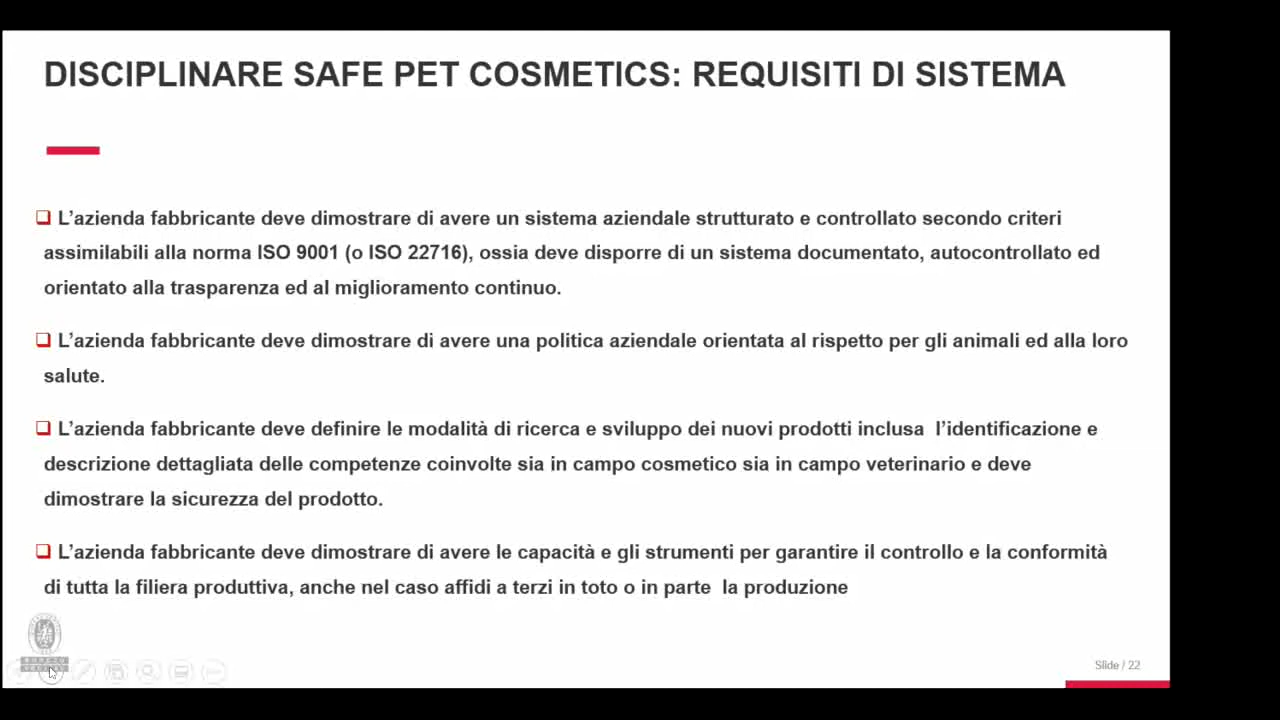 DISCIPLINARE SAFE PET COSMETICS: REQUISITI DI SISTEMA
L’azienda fabbricante deve dimostrare di avere un sistema aziendale strutturato e controllato secondo criteri
assimilabili alla norma ISO 9001 (o ISO 22716), ossia deve disporre di un sistema documentato, autocontrollato ed
orientato alla trasparenza ed al miglioramento continuo.
L’azienda fabbricante deve dimostrare di avere una politica aziendale orientata al rispetto per gli animali ed alla loro
salute.
L’azienda fabbricante deve definire le modalità di ricerca e sviluppo dei nuovi prodotti inclusa  l’identificazione e
descrizione dettagliata delle competenze coinvolte sia in campo cosmetico sia in campo veterinario e deve
dimostrare la sicurezza del prodotto.
L’azienda fabbricante deve dimostrare di avere le capacità e gli strumenti per garantire il controllo e la conformità
di tutta la filiera produttiva, anche nel caso affidi a terzi in toto o in parte  la produzione
Slide / 22